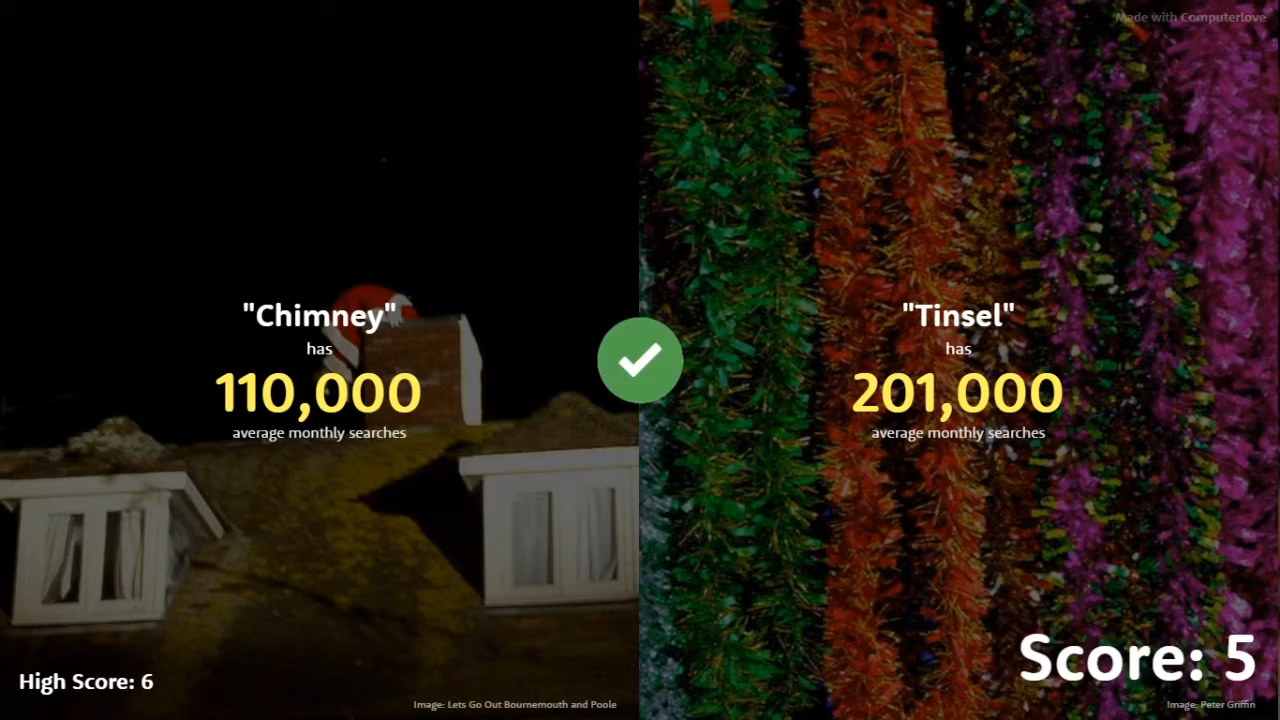 Made with Computerlove
"Chimney"
has
110,000
average monthly searches
"Tinsel"
has
201,000
average monthly searches
High Score: 6
Score: 5
Image: Lets Go Out Bournemouth and Poole
Image: Peter Griffin